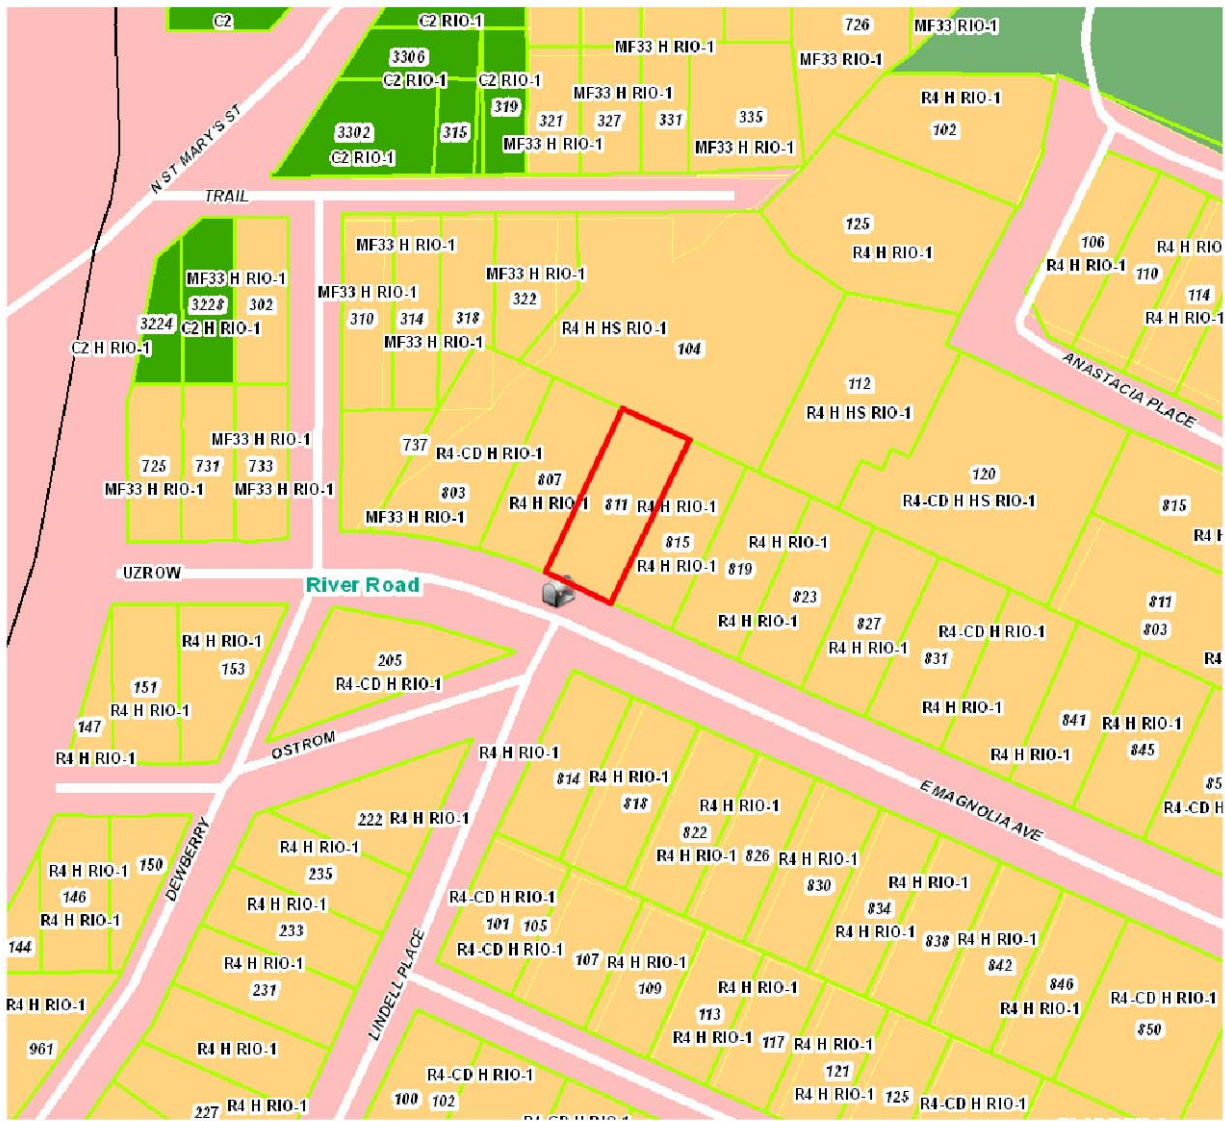 C2
C2 RIO-1
726
MF33 H RIO-1
MF33 H RIO-1
3306
MF33 RIO-1
C2 RIO-1
C2 RIO-1
MF33 H RIO-1
R4 H RIO-1
319
335
102
3302
315
321
327
331
C2 RIO-1
MF33 H RIO-1
MF33 H RIO-1
N ST MARY'S ST
TRAIL
125
R4 H RIO-1
106
R4 H RIO
MF33 H RIO-1
R4 H RIO-1
110
MF33 H RIO-1
MF33 H RIO-1
114
3228
302
MF33 H RIO-1
322
3224
C2 H RIO-1
310
314
318
R4 H RIO-1
R4 H HS RIO-1
C2 H RIO-1
MF33 H RIO-1
104
ANASTACIA PLACE
112
R4 H HS RIO-1
MF33 H RIO-1
737
R4-CD H RIO-1
725
731
733
807
120
MF33 H RIO-1
MF33 H RIO-1
803
R4 H RIO-1
811
R4 H RIO-1
R4-CD H HS RIO-1
815
MF33 H RIO-1
R4 H
815
R4 H RIO-1
R4 H RIO-1
819
UZROW
River Road
823
811
R4 H RIO-1
827
R4-CD H RIO-1
803
R4 H RIO-1
153
205
R4 H RIO-1
831
R4
151
R4-CD H RIO-1
R4 H RIO-1
R4 H RIO-1
147
841
R4 H RIO-1
R4 H RIO-1
OSTROM
R4 H RIO-1
R4 H RIO-1
845
814
R4 H RIO-1
85
818
R4 H RIO-1
E MAGNOLIA AVE
R4-CD H
222
R4 H RIO-1
822
DEWBERRY
R4 H RIO-1
R4 H RIO-1
826
R4 H RIO-1
R4 H RIO-1
150
235
830
R4 H RIO-1
146
R4-CD H RIO-1
R4 H RIO-1
834
R4 H RIO-1
101
105
233
R4 H RIO-1
838
R4 H RIO-1
144
R4-CD H RIO-1
R4 H RIO-1
107
R4 H RIO-1
842
231
109
R4 H RIO-1
846
R4-CD H RIO-1
R4 H RIO-1
LINDELL PLACE
113
R4 H RIO-1
850
R4 H RIO-1
117
R4 H RIO-1
961
R4 H RIO-1
121
R4-CD H RIO-1
R4 H RIO-1
125
R4-CD H RIO-1
100
102
227
R4 H RIO-1
R4-CD H RIO-1